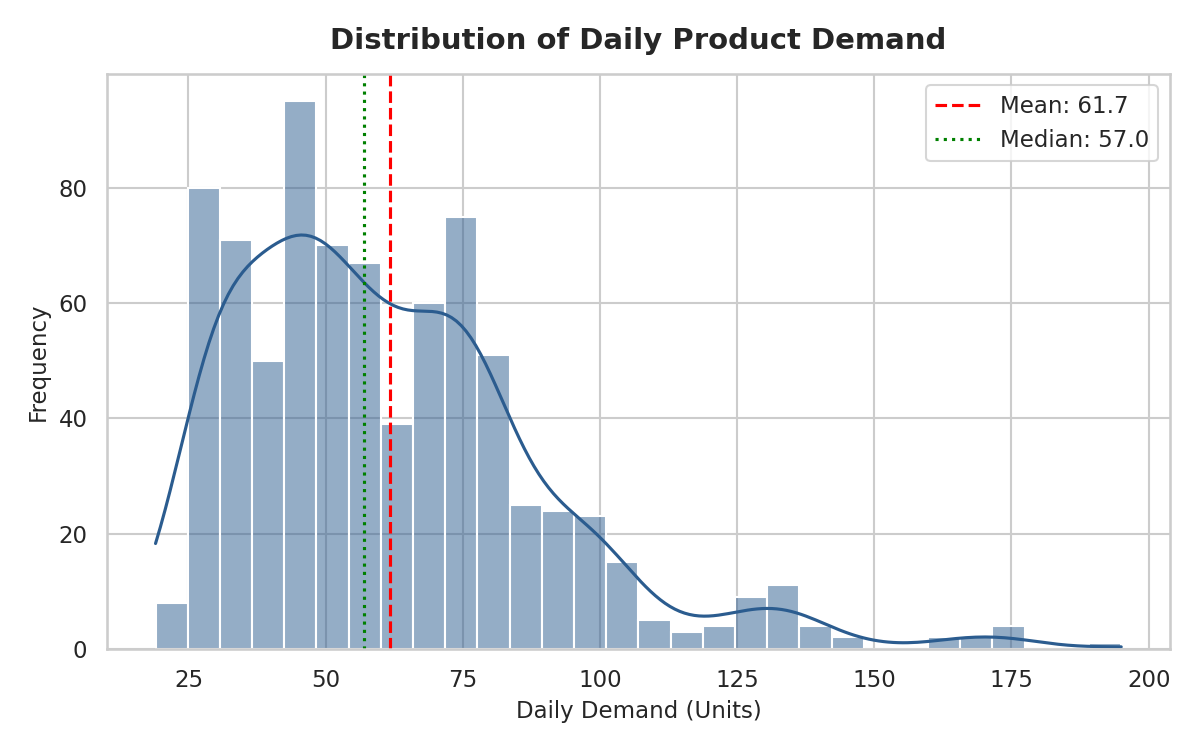 Distribution of Daily Product Demand
Mean: 61.7
Median: 57.0
Frequency
80
60
40
20
0
25 50 75 100 125 150 175 200
Daily Demand (Units)